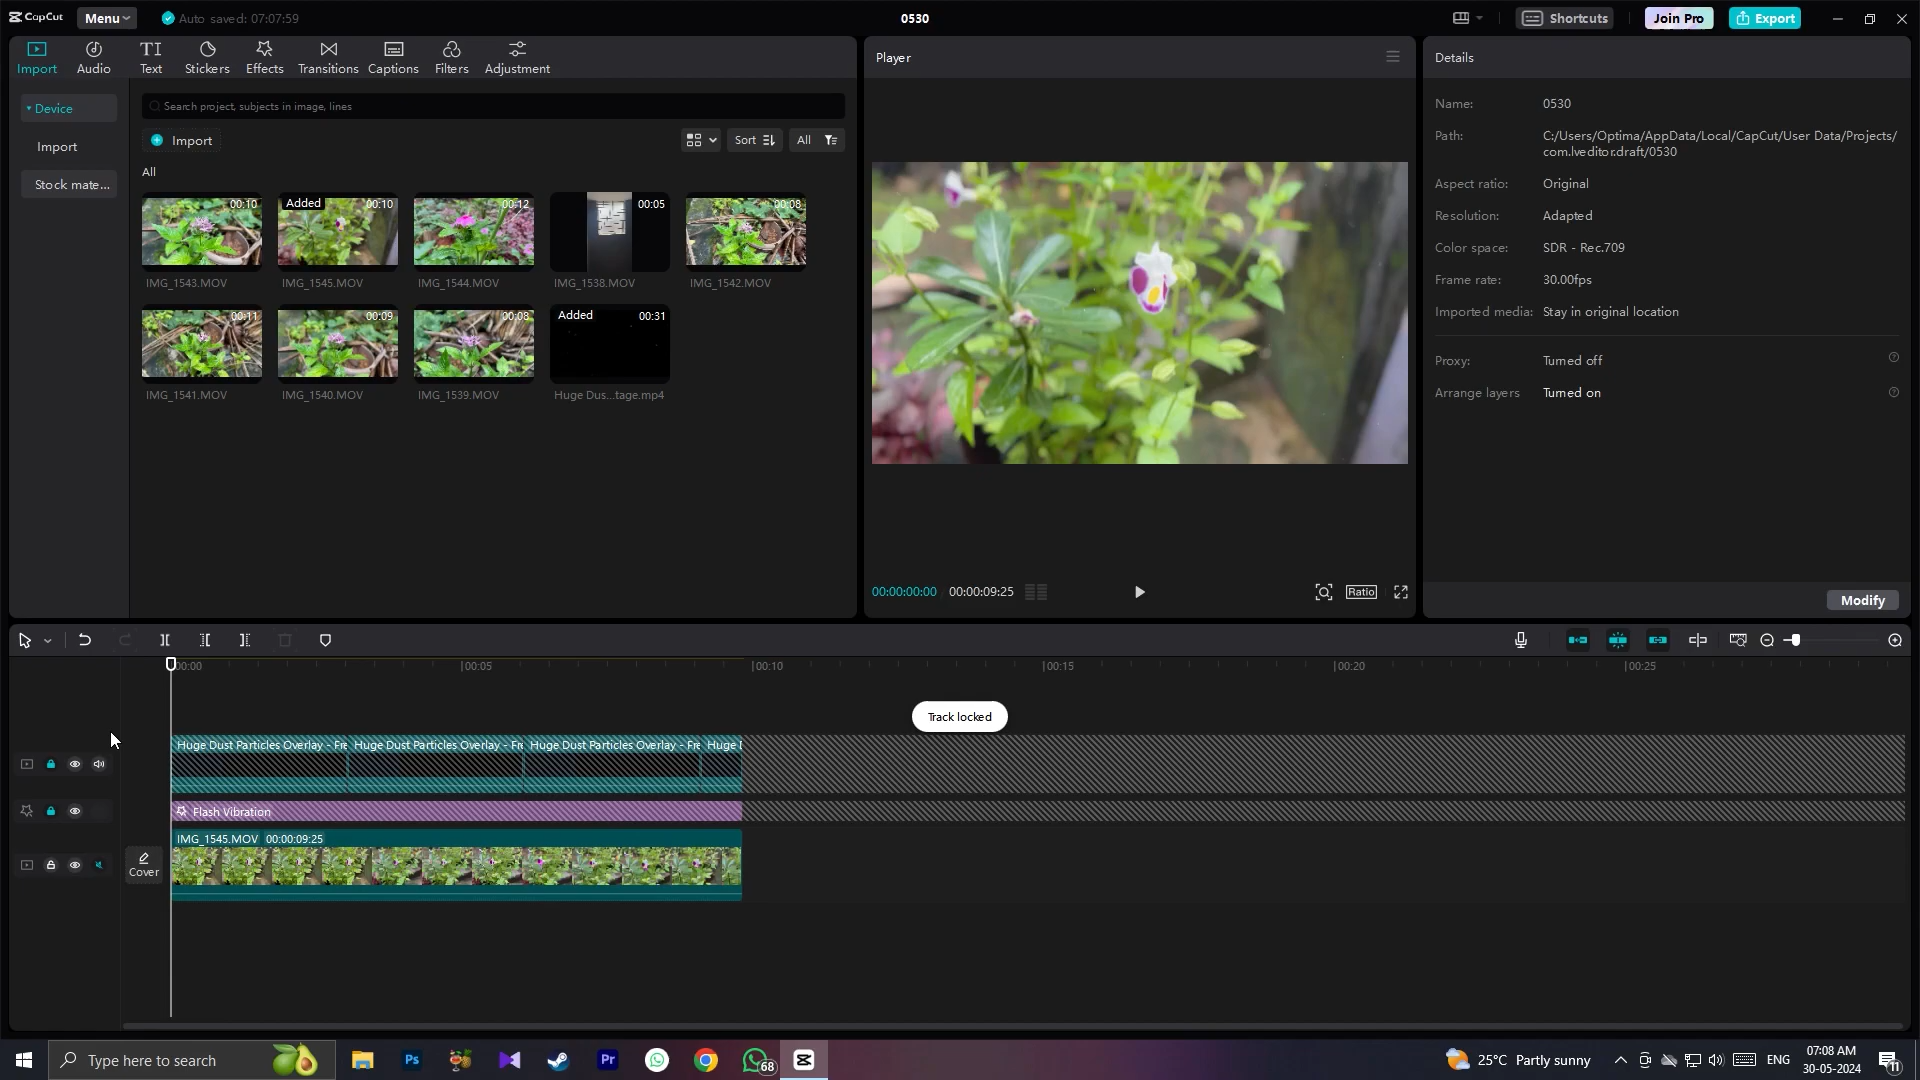 CapCut
Menu
Auto saved: 07:07:59
0530
Shortcuts
Join Pro
Export
Import
Audio
TI
Text
Stickers
Effects
Transitions
Captions
Filters
Adjustment
Player
Details
Device
Import
Stock mate...
Search project, subjects in image, lines
Import
Sort
All
All
00:10
Added
00:10
00:12
00:05
00:08
IMG_1543.MOV
IMG_1545.MOV
IMG_1544.MOV
IMG_1538.MOV
IMG_1542.MOV
00:11
00:09
00:08
Added
00:31
IMG_1541.MOV
IMG_1540.MOV
IMG_1539.MOV
Huge Dus...tage.mp4
00:00:00:00
00:00:09:25
Ratio
Name: 0530
Path: C:/Users/Optima/AppData/Local/CapCut/User Data/Projects/
com.lveditor.draft/0530
Aspect ratio: Original
Resolution: Adapted
Color space: SDR - Rec.709
Frame rate: 30.00fps
Imported media: Stay in original location
Proxy: Turned off
Arrange layers Turned on
Modify
00:00
00:05
00:10
00:15
00:20
00:25
Track locked
Huge Dust Particles Overlay - Fre
Huge Dust Particles Overlay - Fre
Huge Dust Particles Overlay - Fre
Huge D
Flash Vibration
IMG_1545.MOV 00:00:09:25
Cover
Type here to search
Ps
Pr
68
25°C Partly sunny
ENG
07:08 AM
30-05-2024
11